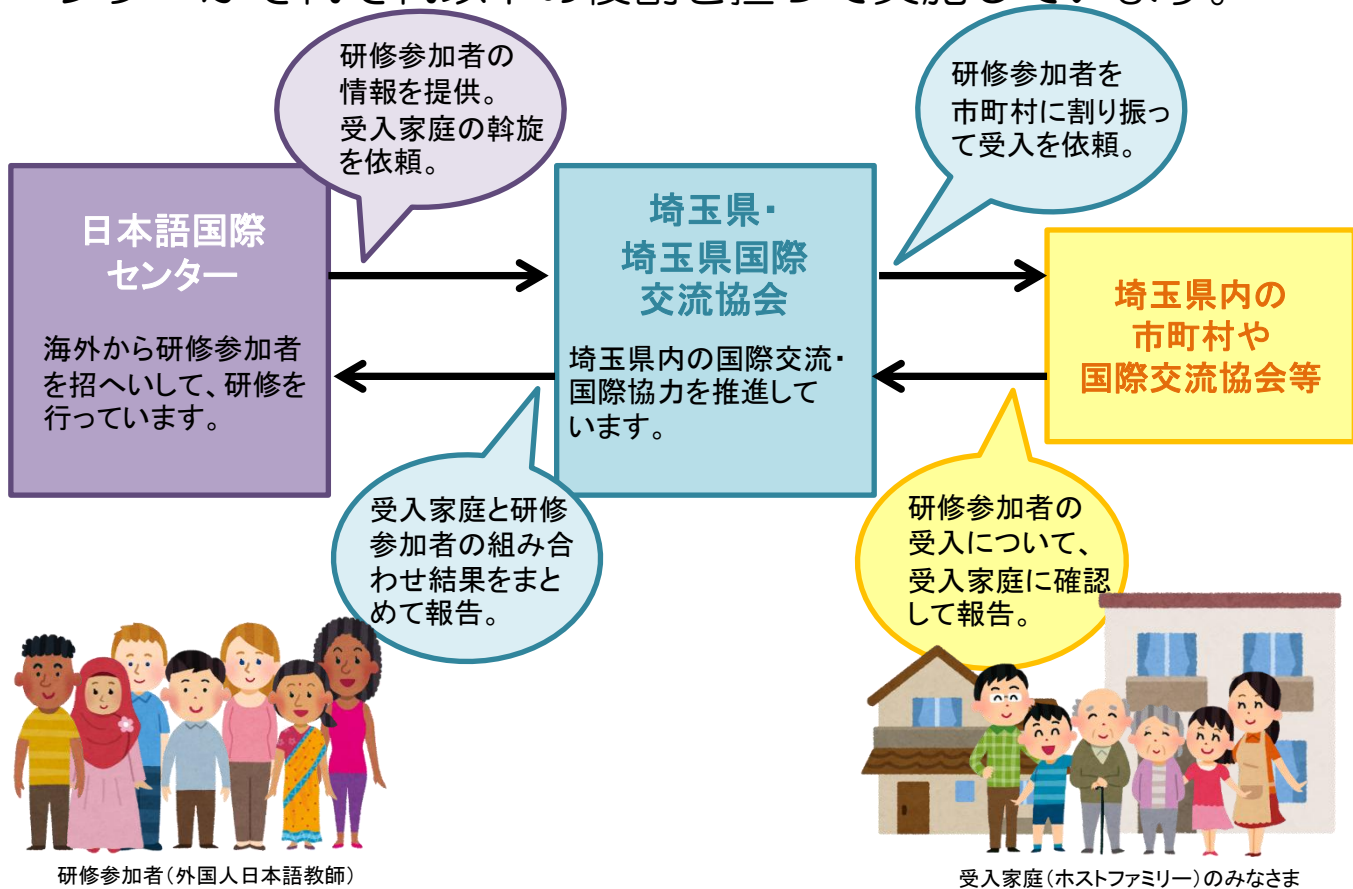 研修参加者の
情報を提供。
受入家庭の斡旋
を依頼。
研修参加者を
市町村に割り振っ
て受入を依頼。
日本語国際
センター
海外から研修参加者
を招へいして、研修を
行っています。
埼玉県・
埼玉県国際
交流協会
埼玉県内の国際交流・
国際協力を推進して
います。
埼玉県内の
市町村や
国際交流協会等
受入家庭と研修
参加者の組み合
わせ結果をまと
めて報告。
研修参加者の
受入について、
受入家庭に確認
して報告。
研修参加者(外国人日本語教師)
受入家庭(ホストファミリー)のみなさま